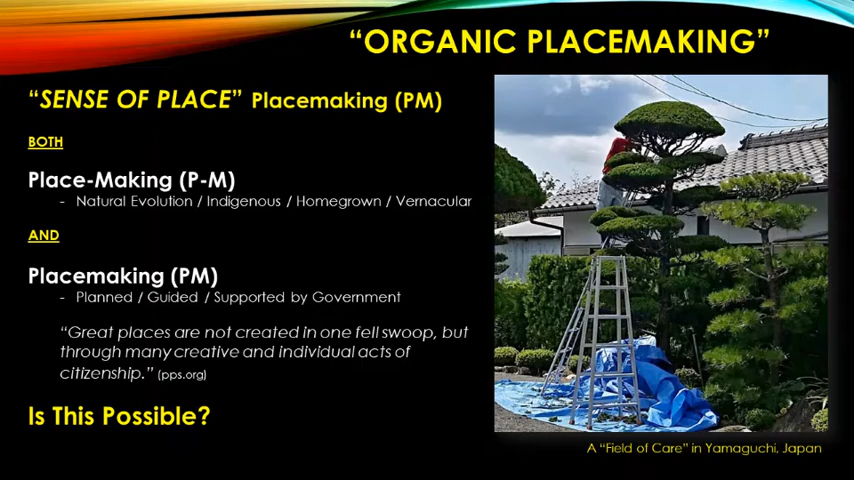 “ORGANIC PLACEMAKING”
“SENSE OF PLACE” Placemaking (PM)
BOTH
Place-Making (P-M)
- Natural Evolution / Indigenous / Homegrown / Vernacular
AND
Placemaking (PM)
- Planned / Guided / Supported by Government
“Great places are not created in one fell swoop, but
through many creative and individual acts of
citizenship.” (pps.org)
Is This Possible?
A “Field of Care” in Yamaguchi, Japan